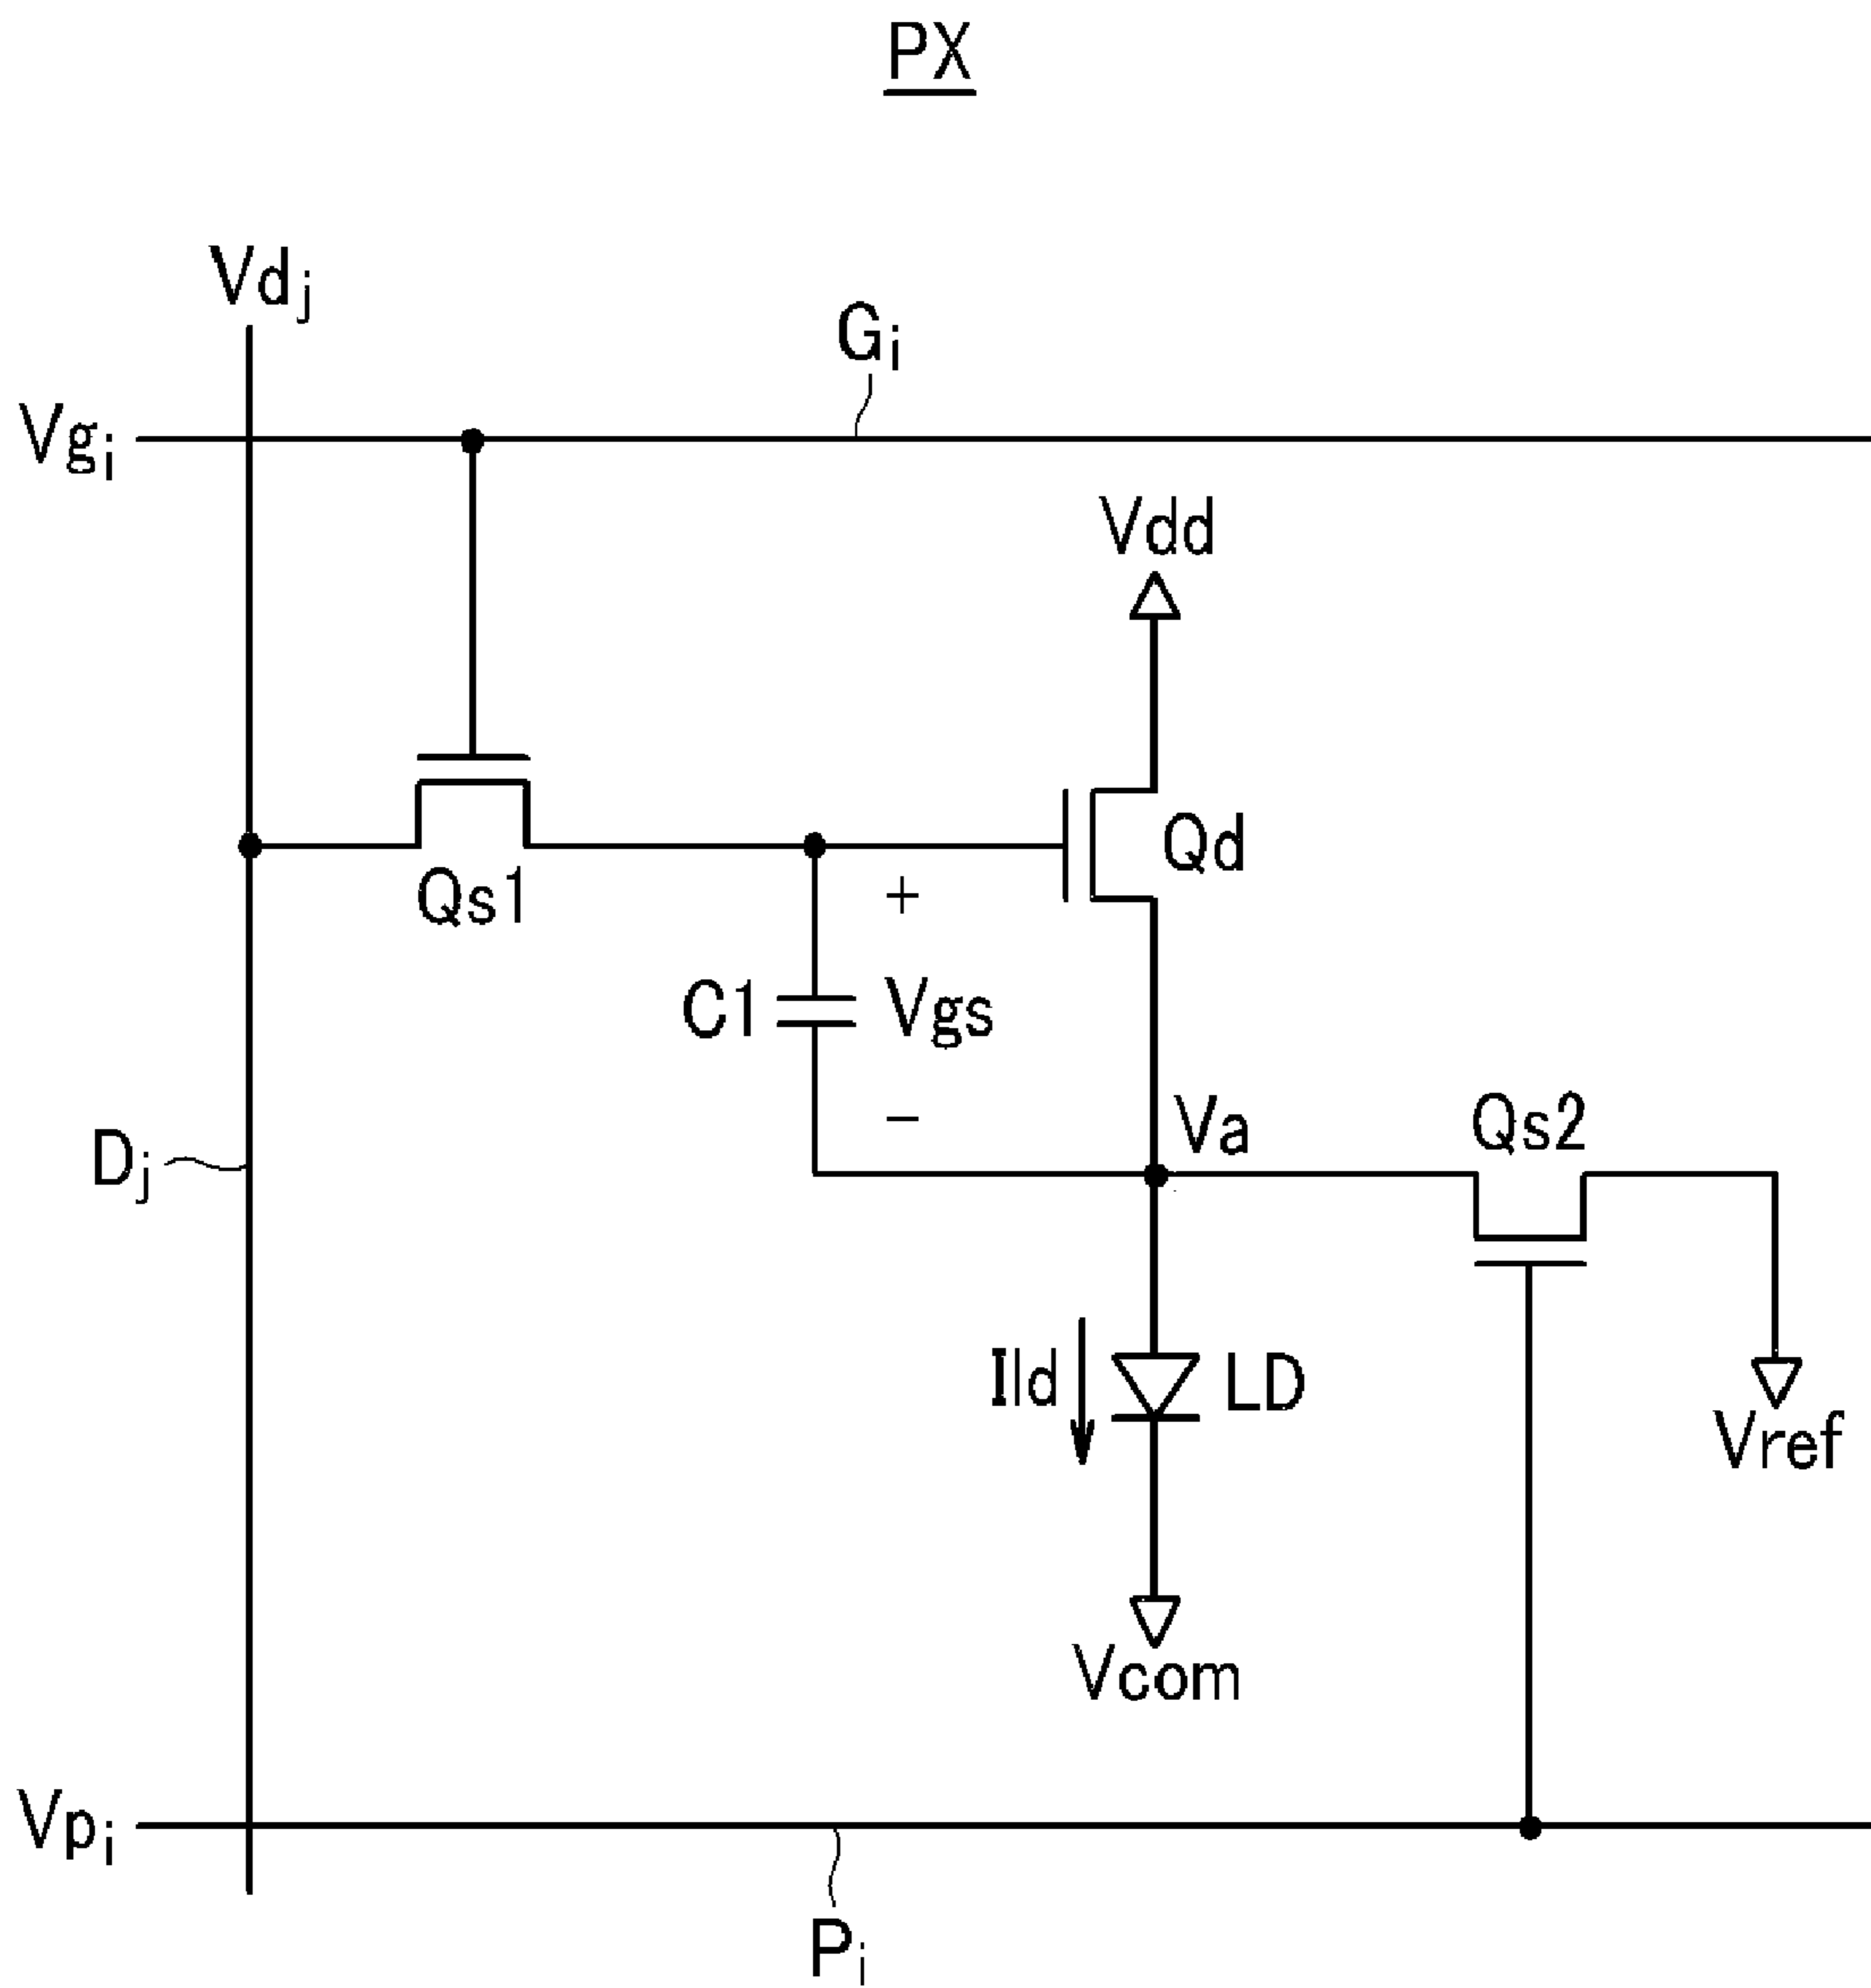 PX
Vdj
Gi
Vgi
Vdd
Qd
Qs1
+
C1
Vgs
−
Va
Qs2
Dj
Ild
LD
Vref
Vcom
Vpi
Pi